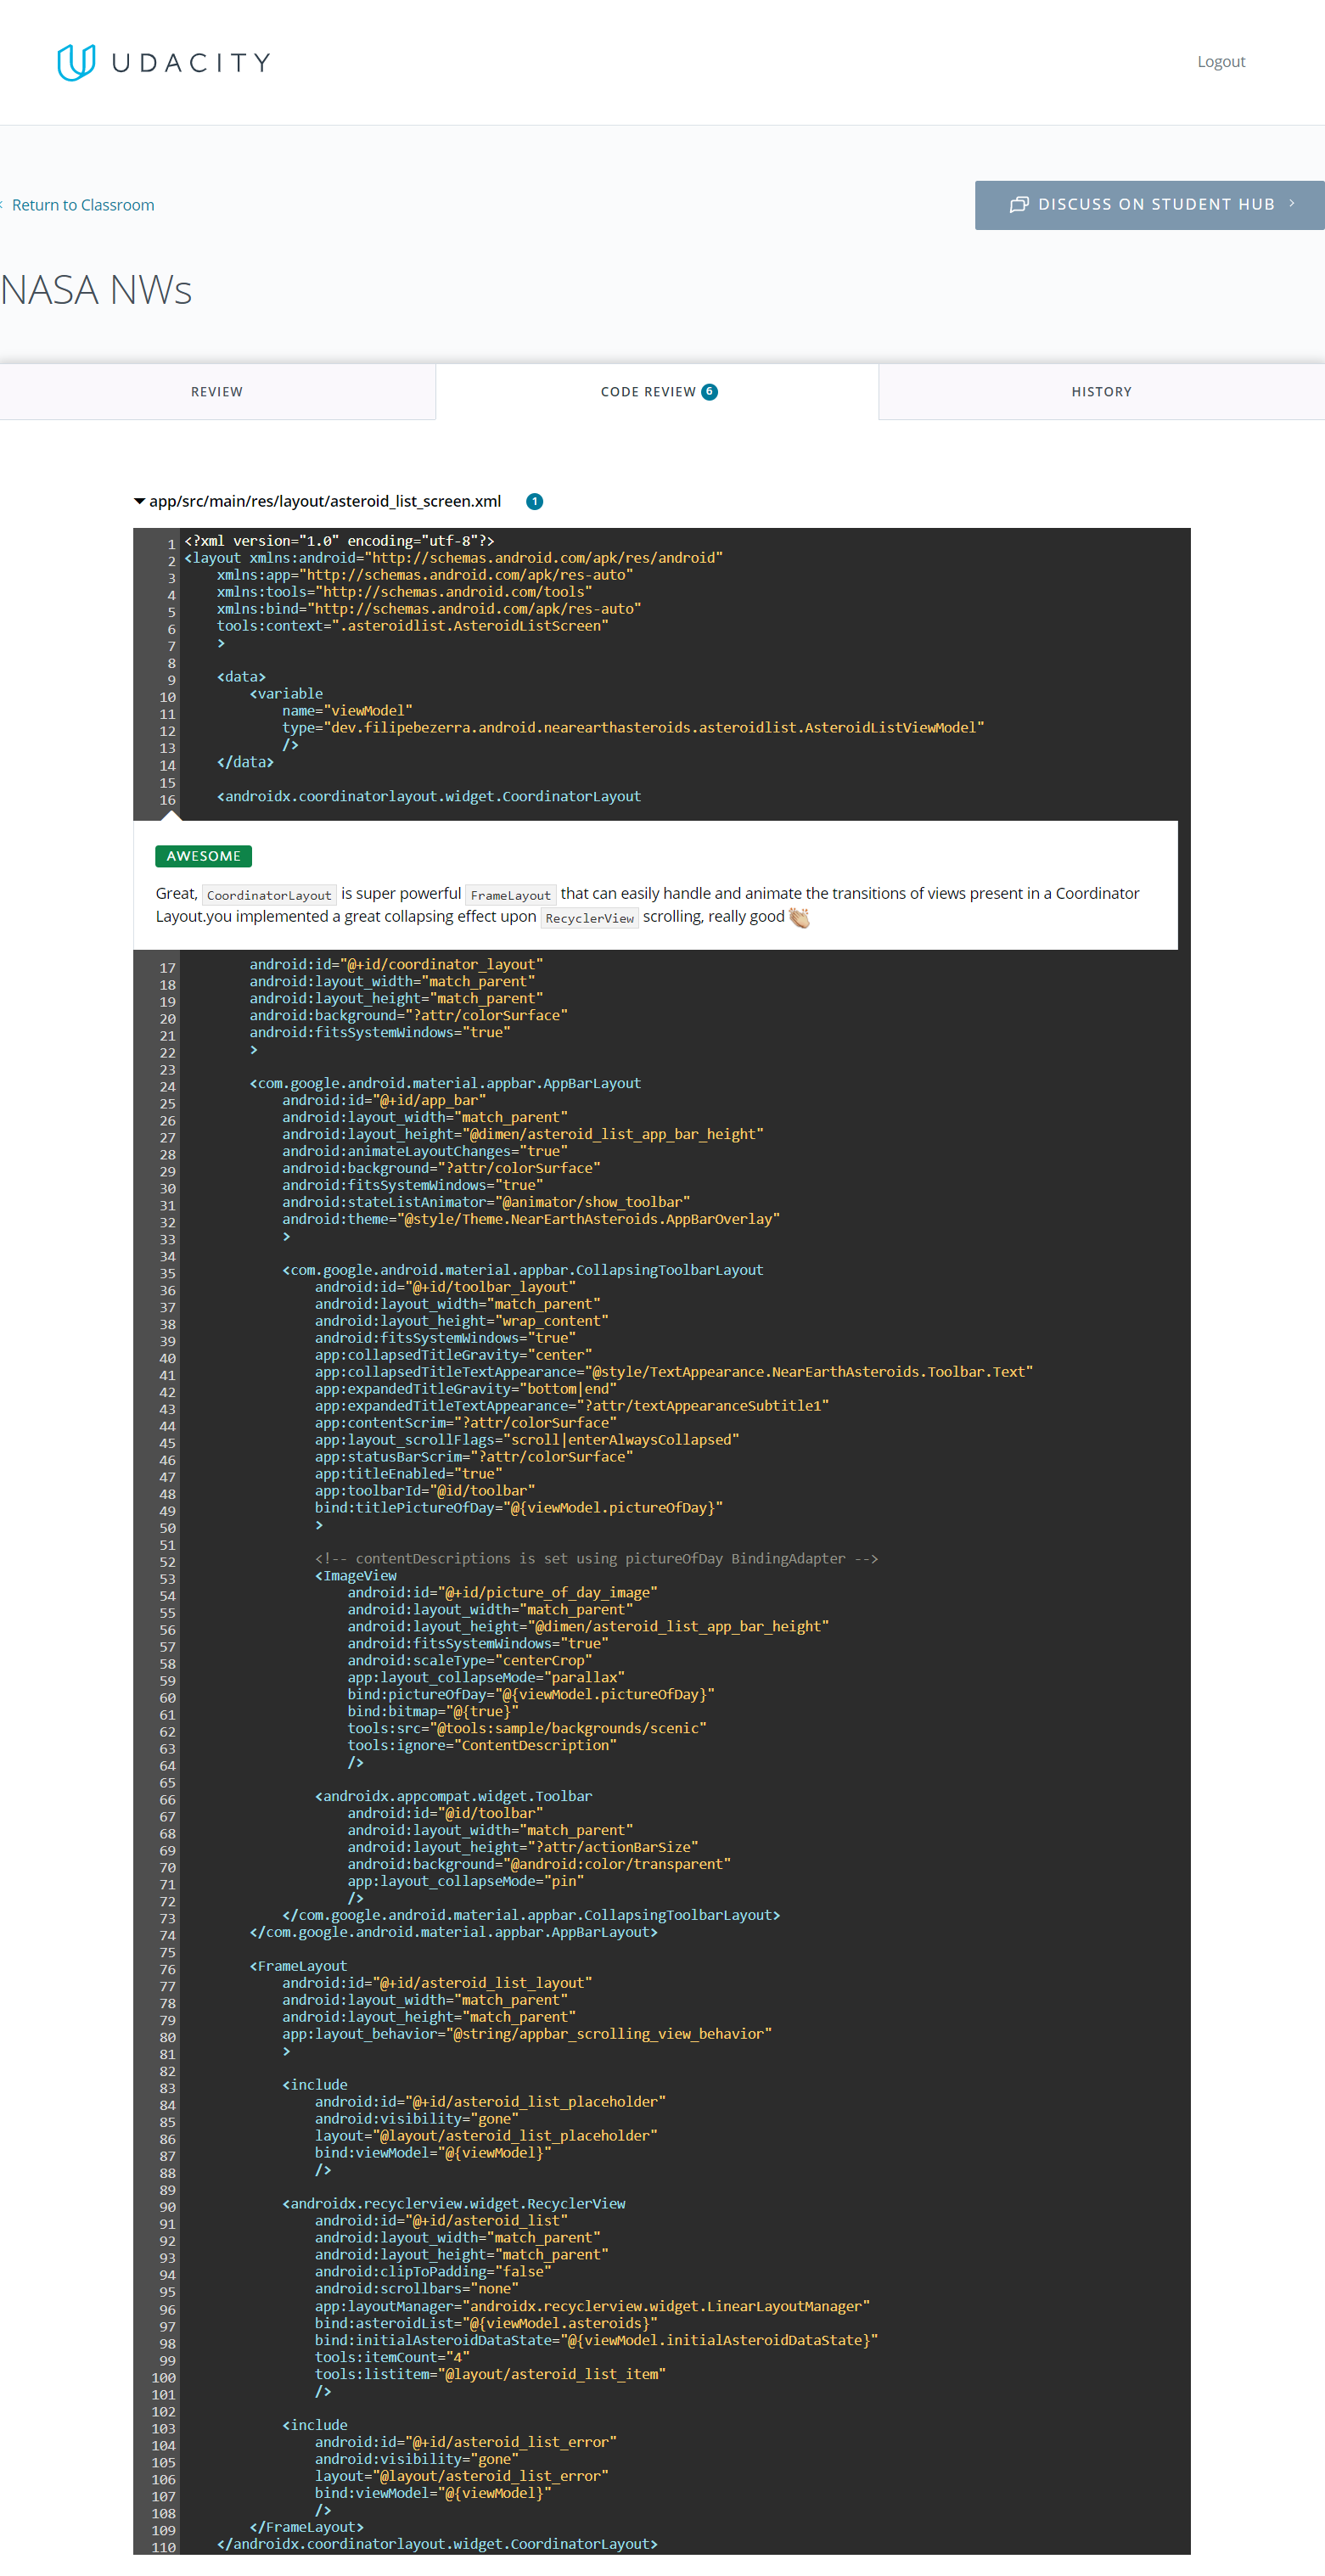 UDACITY
Logout
Return to Classroom
DISCUSS ON STUDENT HUB
NASA NWs
REVIEW
CODE REVIEW 6
HISTORY
app/src/main/res/layout/asteroid_list_screen.xml 1
1 <?xml version="1.0" encoding="utf-8"?>
2 <layout xmlns:android="http://schemas.android.com/apk/res/android"
3     xmlns:app="http://schemas.android.com/apk/res-auto"
4     xmlns:tools="http://schemas.android.com/tools"
5     xmlns:bind="http://schemas.android.com/apk/res-auto"
6     tools:context=".asteroidlist.AsteroidListScreen"
7     >
8
9     <data>
10         <variable
11             name="viewModel"
12             type="dev.filipebezerra.android.nearearthasteroids.asteroidlist.AsteroidListViewModel"
13             />
14     </data>
15
16     <androidx.coordinatorlayout.widget.CoordinatorLayout
AWESOME
Great, CoordinatorLayout is super powerful FrameLayout that can easily handle and animate the transitions of views present in a Coordinator
Layout.you implemented a great collapsing effect upon RecyclerView scrolling, really good 👏🏼
17         android:id="@+id/coordinator_layout"
18         android:layout_width="match_parent"
19         android:layout_height="match_parent"
20         android:background="?attr/colorSurface"
21         android:fitsSystemWindows="true"
22         >
23
24         <com.google.android.material.appbar.AppBarLayout
25             android:id="@+id/app_bar"
26             android:layout_width="match_parent"
27             android:layout_height="@dimen/asteroid_list_app_bar_height"
28             android:animateLayoutChanges="true"
29             android:background="?attr/colorSurface"
30             android:fitsSystemWindows="true"
31             android:stateListAnimator="@animator/show_toolbar"
32             android:theme="@style/Theme.NearEarthAsteroids.AppBarOverlay"
33             >
34
35             <com.google.android.material.appbar.CollapsingToolbarLayout
36                 android:id="@+id/toolbar_layout"
37                 android:layout_width="match_parent"
38                 android:layout_height="wrap_content"
39                 android:fitsSystemWindows="true"
40                 app:collapsedTitleGravity="center"
41                 app:collapsedTitleTextAppearance="@style/TextAppearance.NearEarthAsteroids.Toolbar.Text"
42                 app:expandedTitleGravity="bottom|end"
43                 app:expandedTitleTextAppearance="?attr/textAppearanceSubtitle1"
44                 app:contentScrim="?attr/colorSurface"
45                 app:layout_scrollFlags="scroll|enterAlwaysCollapsed"
46                 app:statusBarScrim="?attr/colorSurface"
47                 app:titleEnabled="true"
48                 app:toolbarId="@id/toolbar"
49                 bind:titlePictureOfDay="@{viewModel.pictureOfDay}"
50                 >
51
52                 <!-- contentDescriptions is set using pictureOfDay BindingAdapter -->
53                 <ImageView
54                     android:id="@+id/picture_of_day_image"
55                     android:layout_width="match_parent"
56                     android:layout_height="@dimen/asteroid_list_app_bar_height"
57                     android:fitsSystemWindows="true"
58                     android:scaleType="centerCrop"
59                     app:layout_collapseMode="parallax"
60                     bind:pictureOfDay="@{viewModel.pictureOfDay}"
61                     bind:bitmap="@{true}"
62                     tools:src="@tools:sample/backgrounds/scenic"
63                     tools:ignore="ContentDescription"
64                     />
65
66                 <androidx.appcompat.widget.Toolbar
67                     android:id="@id/toolbar"
68                     android:layout_width="match_parent"
69                     android:layout_height="?attr/actionBarSize"
70                     android:background="@android:color/transparent"
71                     app:layout_collapseMode="pin"
72                     />
73             </com.google.android.material.appbar.CollapsingToolbarLayout>
74         </com.google.android.material.appbar.AppBarLayout>
75
76         <FrameLayout
77             android:id="@+id/asteroid_list_layout"
78             android:layout_width="match_parent"
79             android:layout_height="match_parent"
80             app:layout_behavior="@string/appbar_scrolling_view_behavior"
81             >
82
83             <include
84                 android:id="@+id/asteroid_list_placeholder"
85                 android:visibility="gone"
86                 layout="@layout/asteroid_list_placeholder"
87                 bind:viewModel="@{viewModel}"
88                 />
89
90             <androidx.recyclerview.widget.RecyclerView
91                 android:id="@+id/asteroid_list"
92                 android:layout_width="match_parent"
93                 android:layout_height="match_parent"
94                 android:clipToPadding="false"
95                 android:scrollbars="none"
96                 app:layoutManager="androidx.recyclerview.widget.LinearLayoutManager"
97                 bind:asteroidList="@{viewModel.asteroids}"
98                 bind:initialAsteroidDataState="@{viewModel.initialAsteroidDataState}"
99                 tools:itemCount="4"
100                 tools:listitem="@layout/asteroid_list_item"
101                 />
102
103             <include
104                 android:id="@+id/asteroid_list_error"
105                 android:visibility="gone"
106                 layout="@layout/asteroid_list_error"
107                 bind:viewModel="@{viewModel}"
108                 />
109         </FrameLayout>
110     </androidx.coordinatorlayout.widget.CoordinatorLayout>